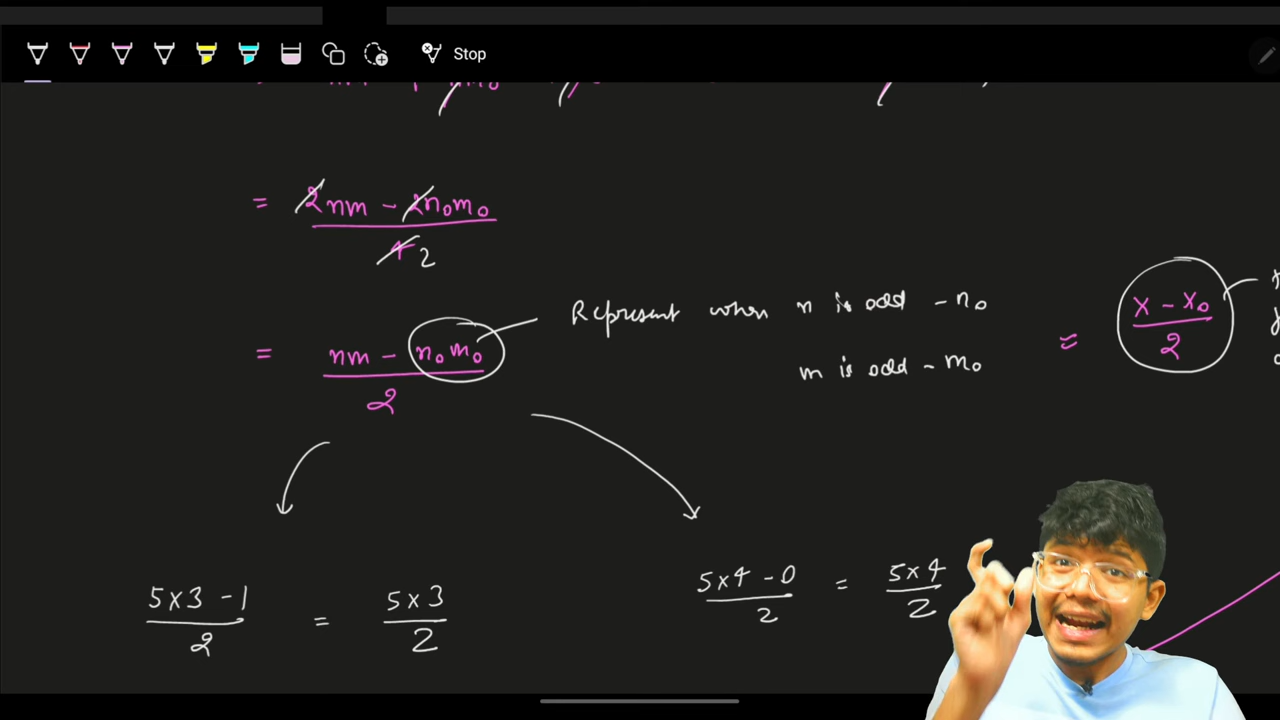 Stop
= 2nm - 2n₀m₀
4 2
= nm - n₀m₀
2
Represent when n is odd - n₀
m is odd - m₀
≈ x - x₀
2
5x3 - 1
2
= 5x3
2
5x4 - 0
2
= 5x4
2